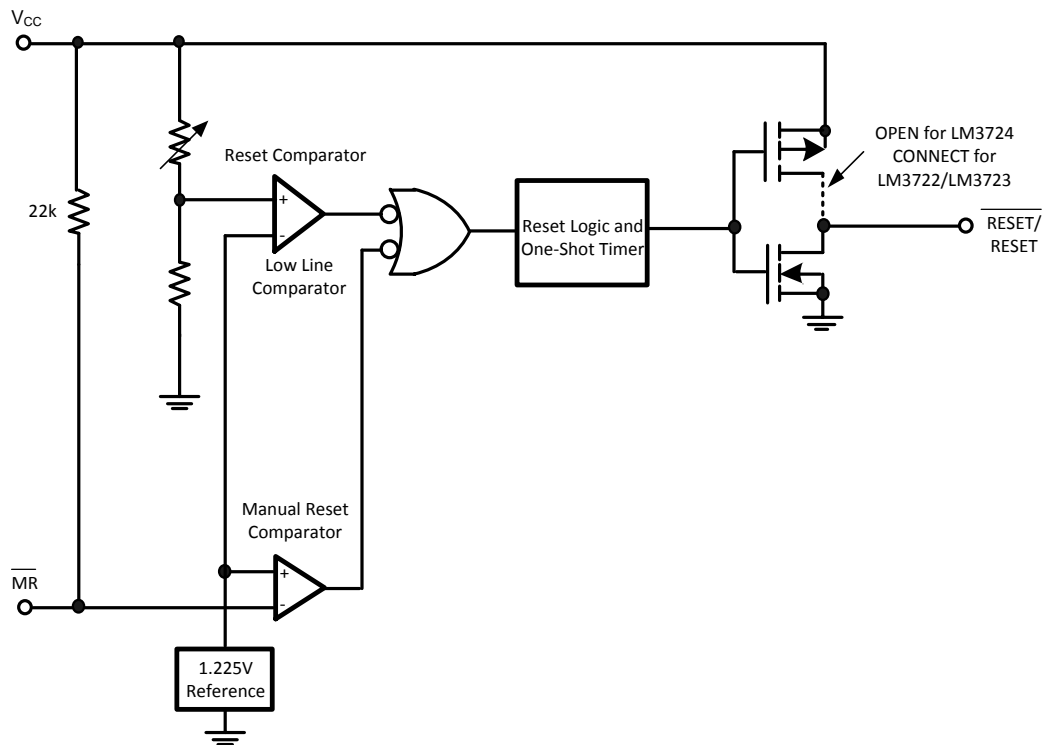 VCC
Reset Comparator
+
-
Low Line
Comparator
22k
Reset Logic and
One-Shot Timer
OPEN for LM3724
CONNECT for
LM3722/LM3723
RESET/
RESET
Manual Reset
Comparator
+
-
MR
1.225V
Reference